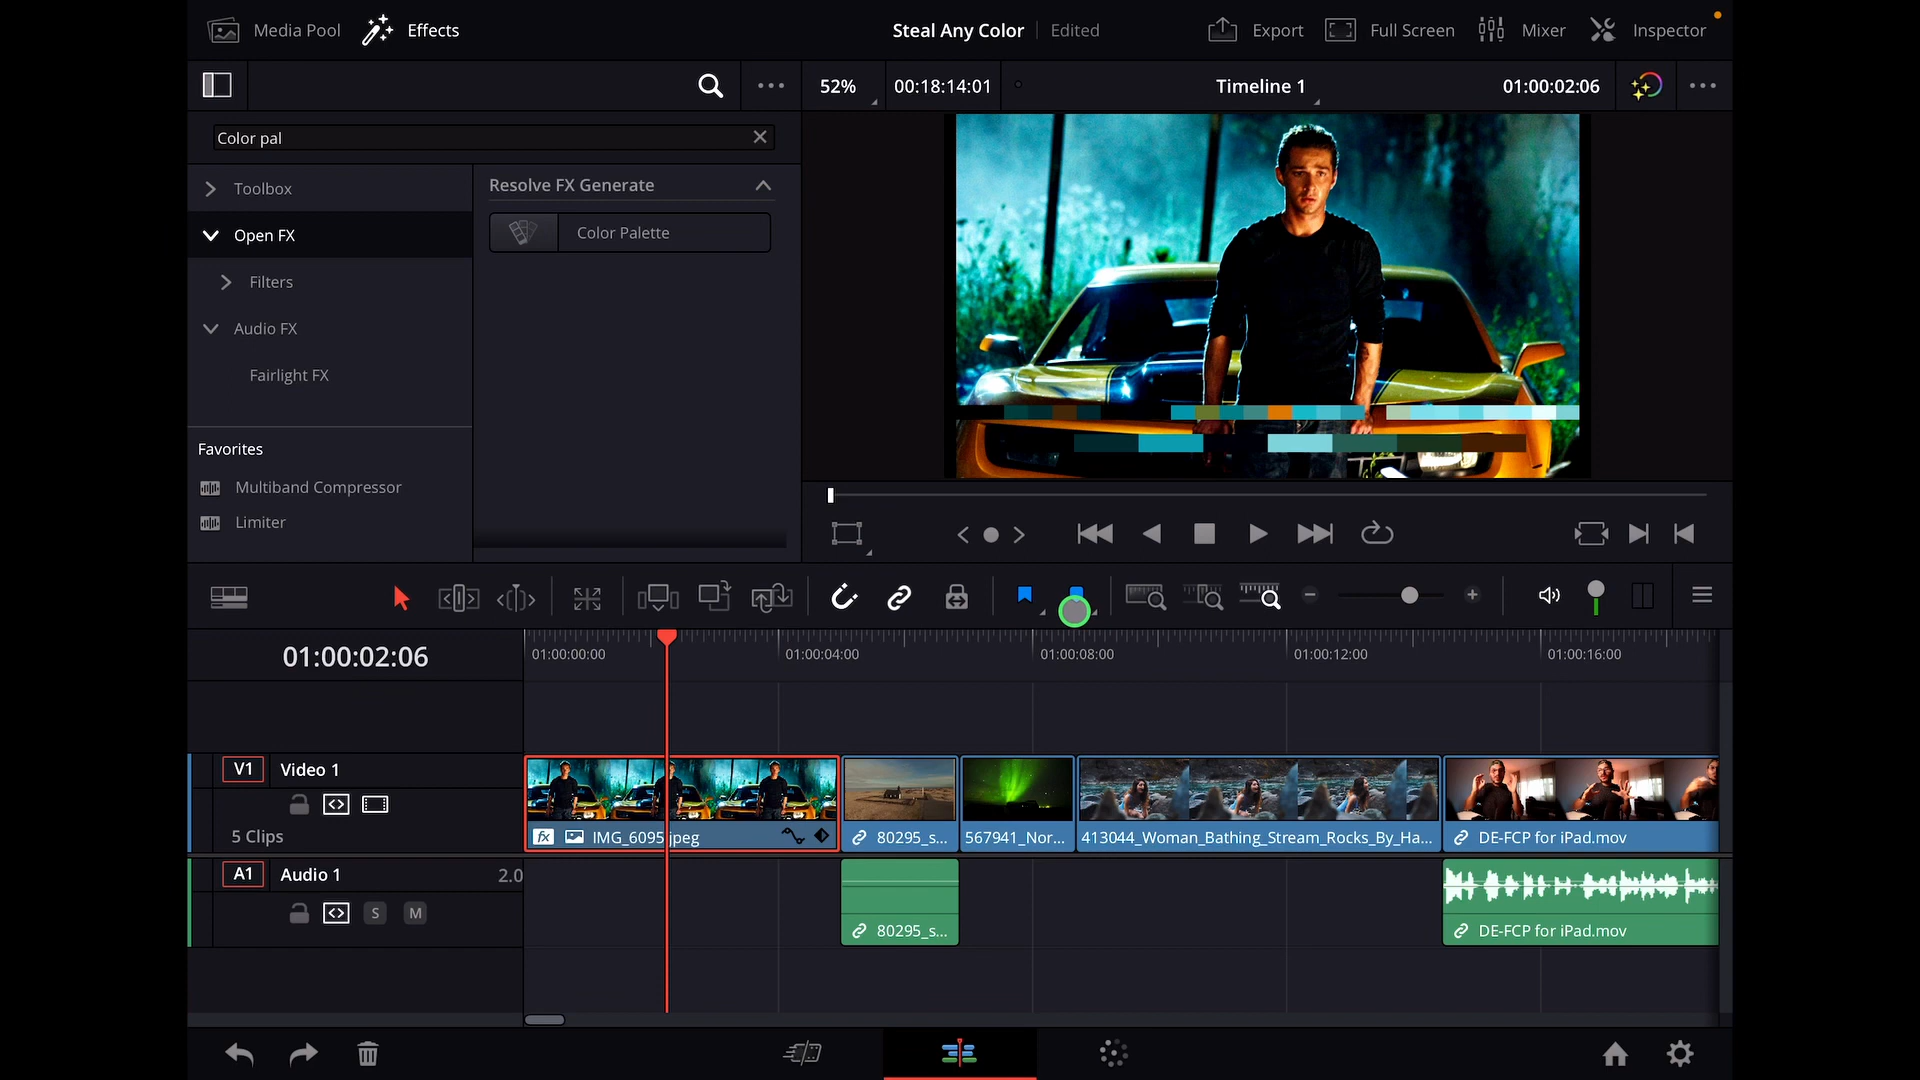 Media Pool
Effects
Steal Any Color
Edited
Export
Full Screen
Mixer
Inspector
52%
00:18:14:01
Timeline 1
01:00:02:06
Color pal
Toolbox
Open FX
Filters
Audio FX
Fairlight FX
Favorites
Multiband Compressor
Limiter
Resolve FX Generate
Color Palette
01:00:02:06
01:00:00:00
01:00:04:00
01:00:08:00
01:00:12:00
01:00:16:00
V1
Video 1
5 Clips
fx
IMG_6095.jpeg
80295_s...
567941_Nor...
413044_Woman_Bathing_Stream_Rocks_By_Ha...
DE-FCP for iPad.mov
A1
Audio 1
2.0
S
M
80295_s...
DE-FCP for iPad.mov